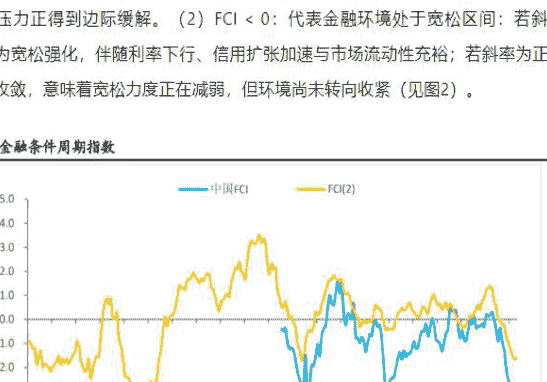 压力正得到边际缓解。（2）FCI < 0：代表金融环境处于宽松区间：若斜
为宽松强化，伴随利率下行、信用扩张加速与市场流动性充裕；若斜率为正
收敛，意味着宽松力度正在减弱，但环境尚未转向收紧（见图2）。
金融条件周期指数
中国FCI FCI(2)
5.0
4.0
3.0
2.0
1.0
0.0
1.0
2.0